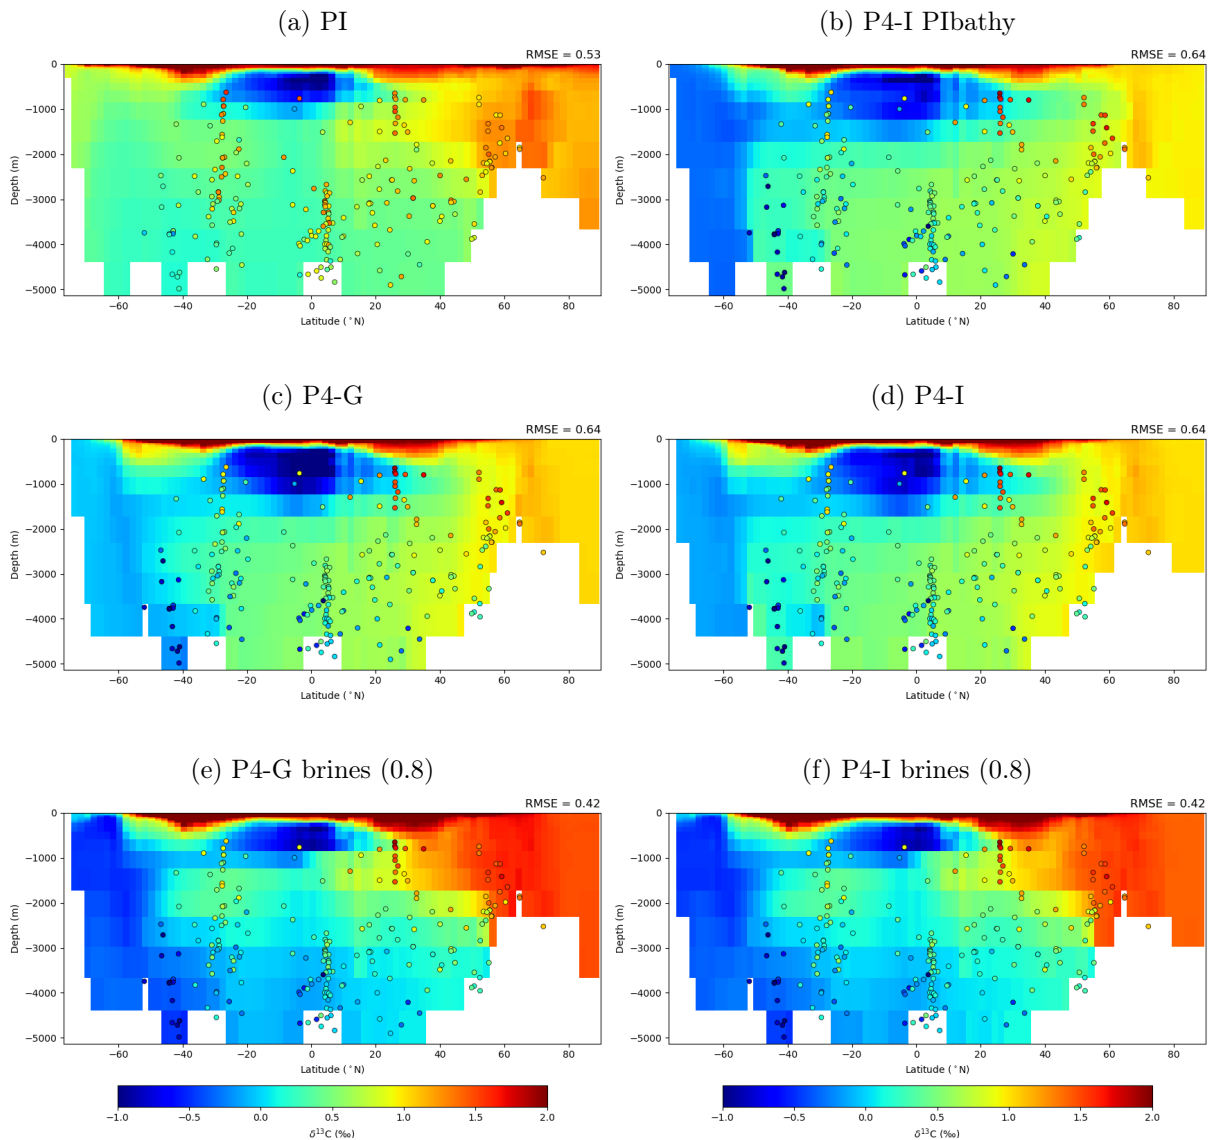 (a) PI
RMSE = 0.53
0
−1000
−2000
−3000
−4000
−5000
Depth (m)
−60 −40 −20 0 20 40 60 80
Latitude (°N)
(b) P4-I PIbathy
RMSE = 0.64
0
−1000
−2000
−3000
−4000
−5000
Depth (m)
−60 −40 −20 0 20 40 60 80
Latitude (°N)
(c) P4-G
RMSE = 0.64
0
−1000
−2000
−3000
−4000
−5000
Depth (m)
−60 −40 −20 0 20 40 60 80
Latitude (°N)
(d) P4-I
RMSE = 0.64
0
−1000
−2000
−3000
−4000
−5000
Depth (m)
−60 −40 −20 0 20 40 60 80
Latitude (°N)
(e) P4-G brines (0.8)
RMSE = 0.42
0
−1000
−2000
−3000
−4000
−5000
Depth (m)
−60 −40 −20 0 20 40 60 80
Latitude (°N)
(f) P4-I brines (0.8)
RMSE = 0.42
0
−1000
−2000
−3000
−4000
−5000
Depth (m)
−60 −40 −20 0 20 40 60 80
Latitude (°N)
−1.0 −0.5 0.0 0.5 1.0 1.5 2.0
δ¹³C (‰)
−1.0 −0.5 0.0 0.5 1.0 1.5 2.0
δ¹³C (‰)